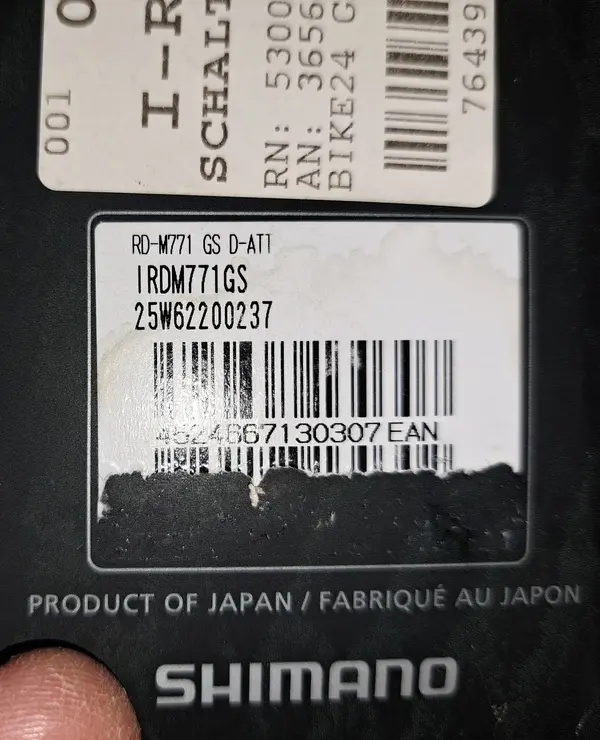 001
I-R
SCHALT
RN: 5300
AN: 3656
BIKE24 G
76439
RD-M771 GS D-ATT
IRDM771GS
25W62200237
4524667130307 EAN
PRODUCT OF JAPAN / FABRIQUÉ AU JAPON
SHIMANO